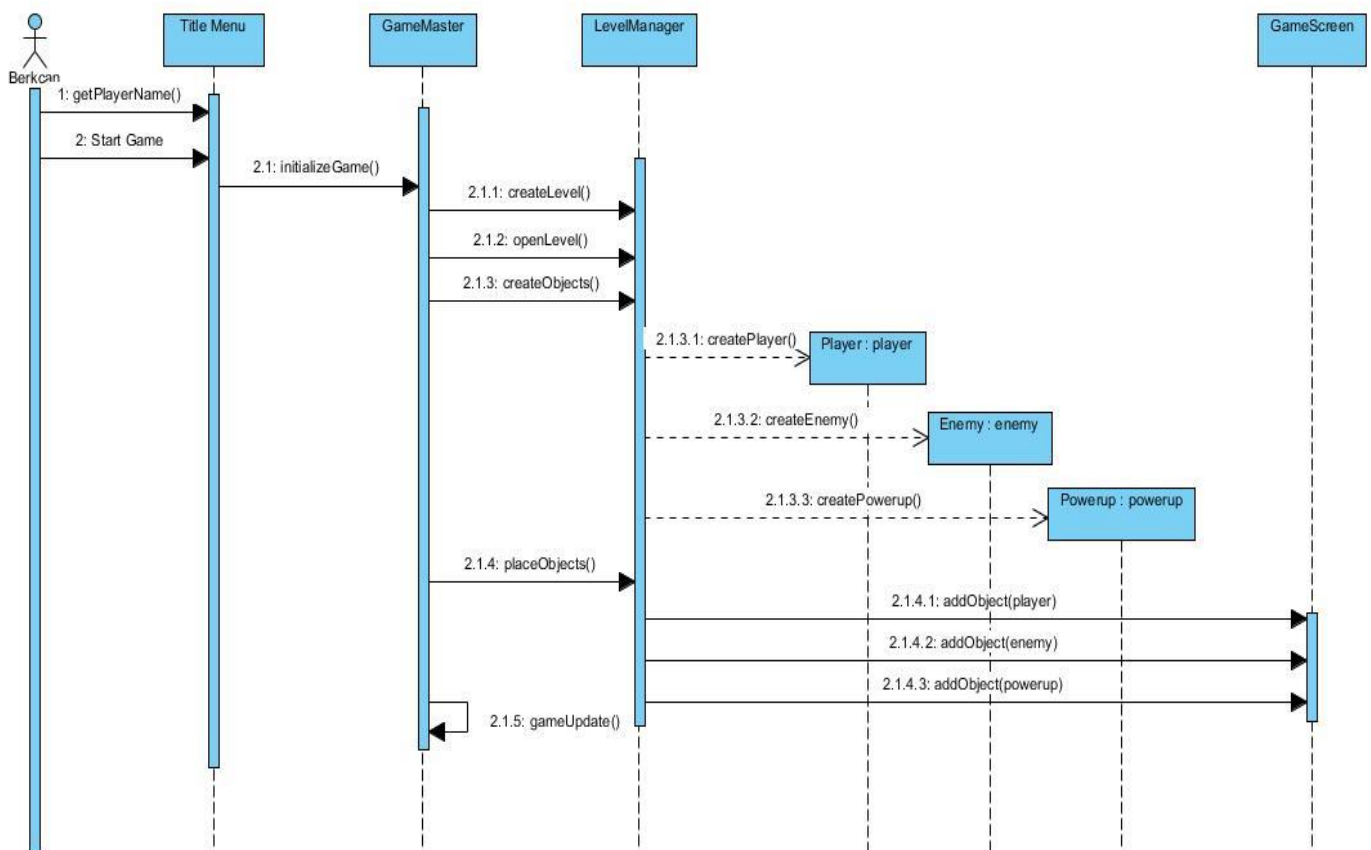 Title Menu
GameMaster
LevelManager
GameScreen
Berkcan
1: getPlayerName()
2: Start Game
2.1: initializeGame()
2.1.1: createLevel()
2.1.2: openLevel()
2.1.3: createObjects()
2.1.3.1: createPlayer()
Player : player
2.1.3.2: createEnemy()
Enemy : enemy
2.1.3.3: createPowerup()
Powerup : powerup
2.1.4: placeObjects()
2.1.4.1: addObject(player)
2.1.4.2: addObject(enemy)
2.1.4.3: addObject(powerup)
2.1.5: gameUpdate()